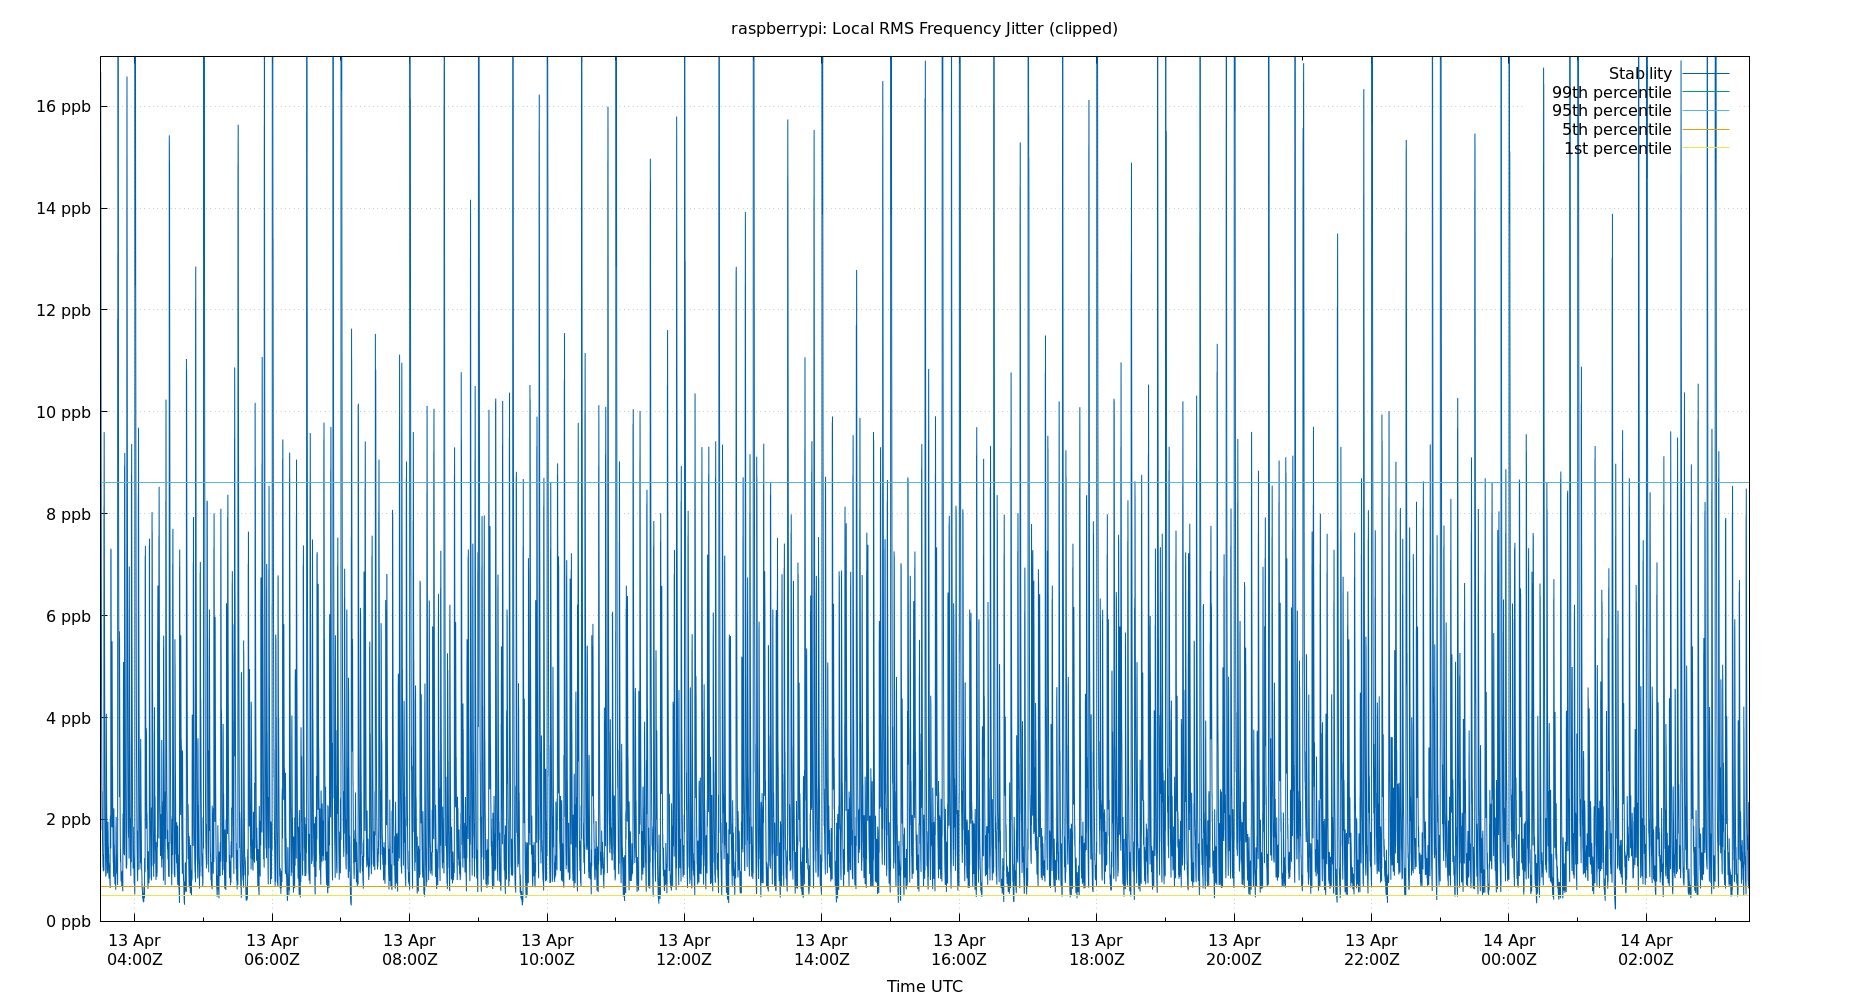 raspberrypi: Local RMS Frequency Jitter (clipped)
Stability
99th percentile
95th percentile
5th percentile
1st percentile
16 ppb
14 ppb
12 ppb
10 ppb
8 ppb
6 ppb
4 ppb
2 ppb
0 ppb
13 Apr 13 Apr 13 Apr 13 Apr 13 Apr 13 Apr 13 Apr 13 Apr 13 Apr 13 Apr 14 Apr 14 Apr
04:00Z 06:00Z 08:00Z 10:00Z 12:00Z 14:00Z 16:00Z 18:00Z 20:00Z 22:00Z 00:00Z 02:00Z
Time UTC